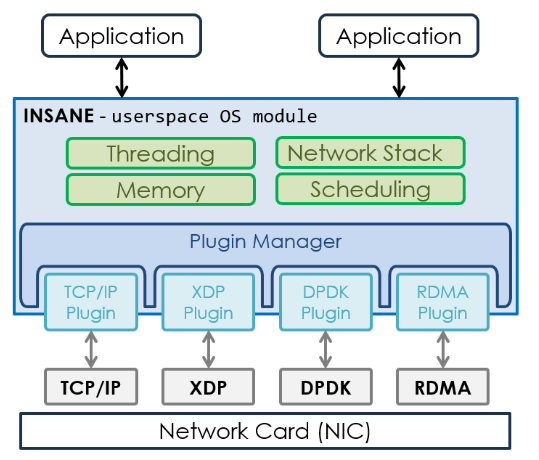 Application
Application
INSANE - userspace OS module
Threading
Network Stack
Memory
Scheduling
Plugin Manager
TCP/IP
Plugin
XDP
Plugin
DPDK
Plugin
RDMA
Plugin
TCP/IP
XDP
DPDK
RDMA
Network Card (NIC)